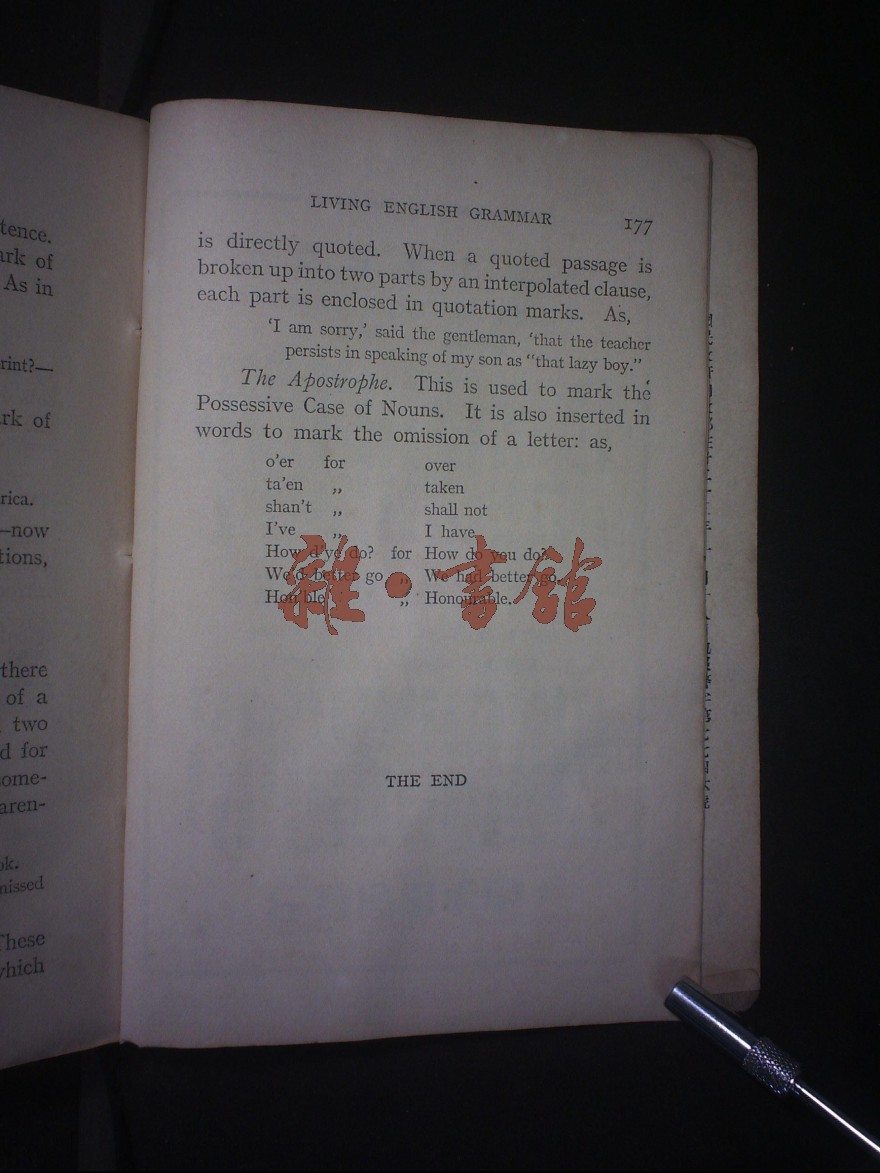 tence.
ark of
As in
rint?—
rk of
rica.
—now
tions,
there
of a
two
d for
ome-
aren-
ok.
nissed
These
which
LIVING ENGLISH GRAMMAR 177
is directly quoted. When a quoted passage is
broken up into two parts by an interpolated clause,
each part is enclosed in quotation marks. As,
‘I am sorry,’ said the gentleman, ‘that the teacher
persists in speaking of my son as “that lazy boy.”
The Apostrophe. This is used to mark the
Possessive Case of Nouns. It is also inserted in
words to mark the omission of a letter: as,
o'er for over
ta'en ,, taken
shan't ,, shall not
I've ,, I have
How d'ye do? for How do you do?
We'd better go ,, We had better go.
Hon'ble ,, Honourable.
雜·書館
THE END